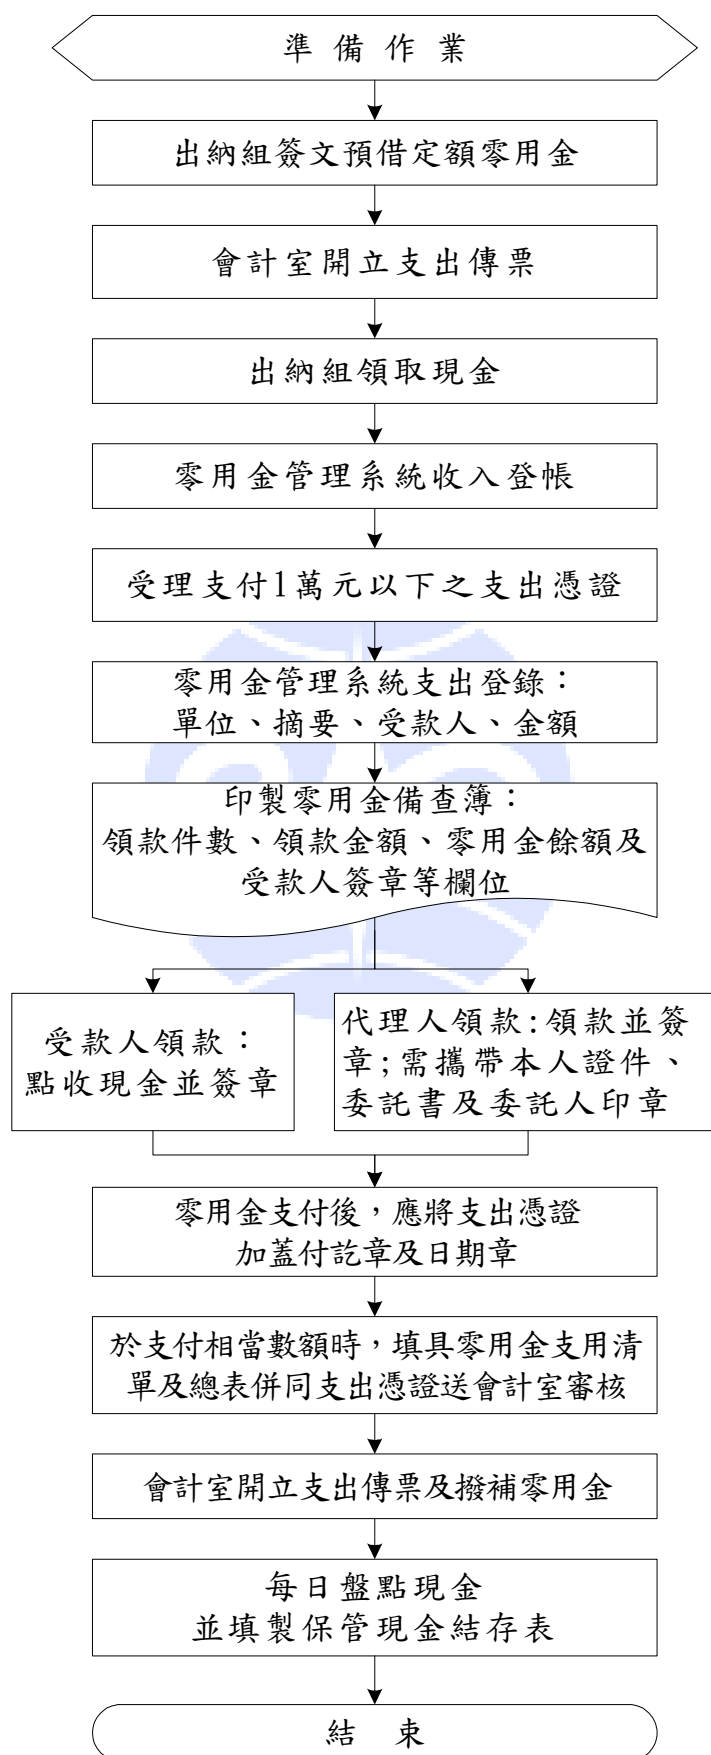 準備作業
出納組簽文預借定額零用金
會計室開立支出傳票
出納組領取現金
零用金管理系統收入登帳
受理支付1萬元以下之支出憑證
零用金管理系統支出登錄：
單位、摘要、受款人、金額
印製零用金備查簿：
領款件數、領款金額、零用金餘額及
受款人簽章等欄位
受款人領款：
點收現金並簽章
代理人領款:領款並簽
章;需攜帶本人證件、
委託書及委託人印章
零用金支付後，應將支出憑證
加蓋付訖章及日期章
於支付相當數額時，填具零用金支用清
單及總表併同支出憑證送會計室審核
會計室開立支出傳票及撥補零用金
每日盤點現金
並填製保管現金結存表
結束